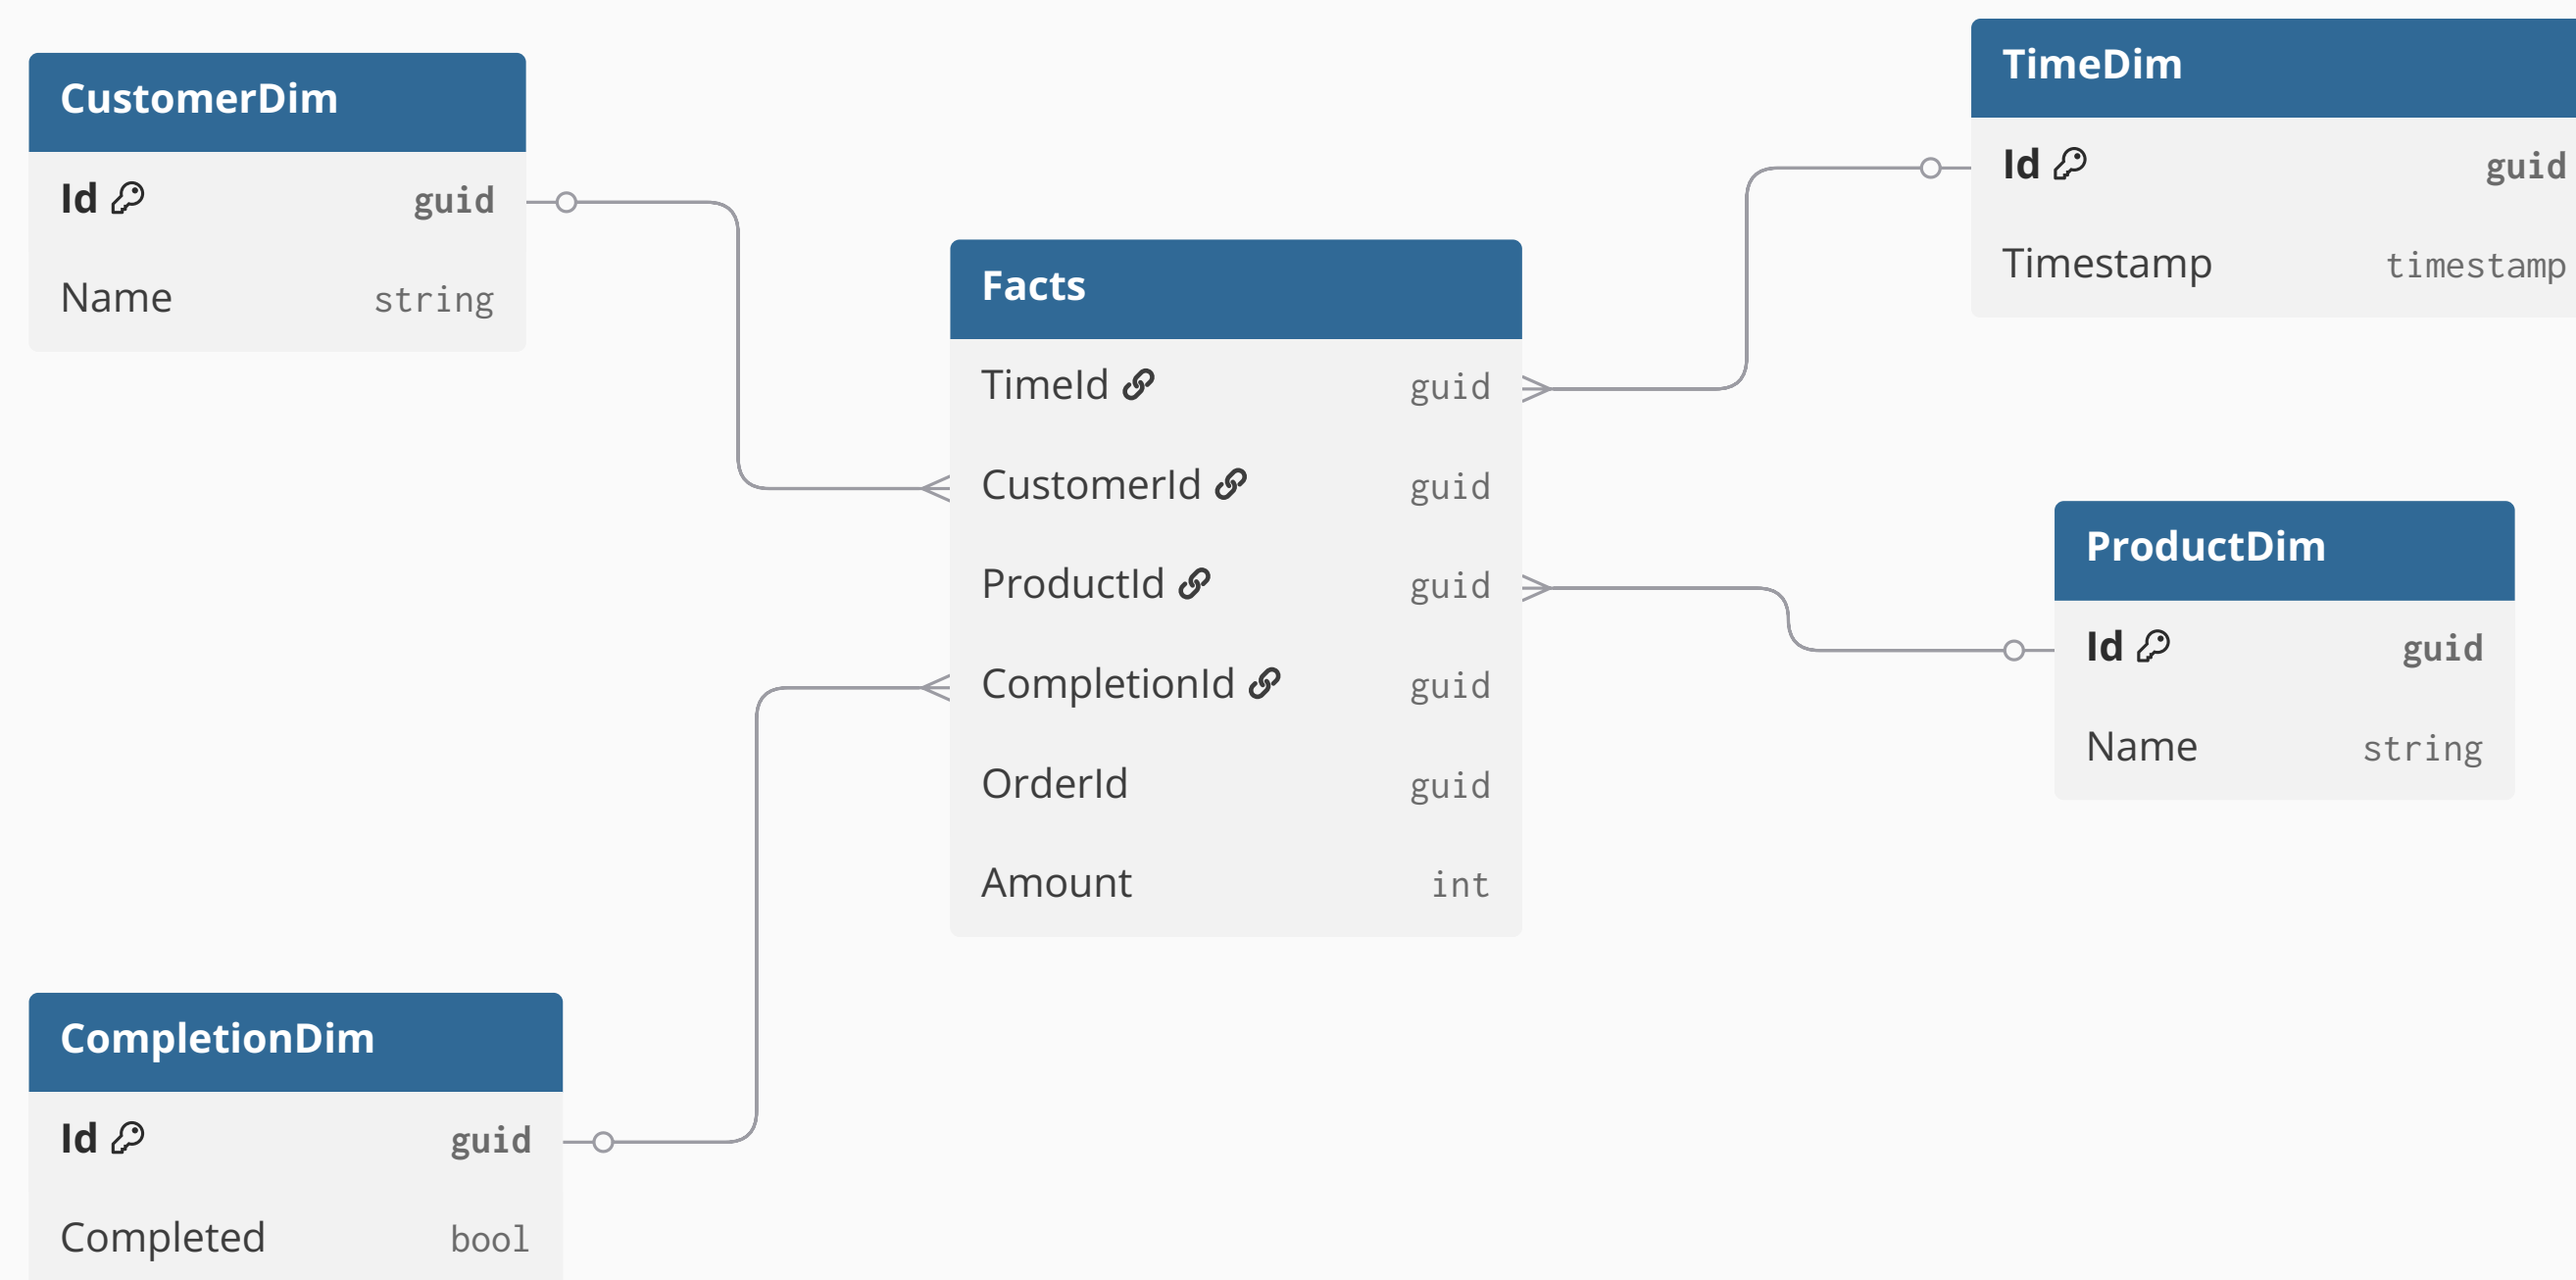 CustomerDim
Id guid
Name string
Facts
TimeId guid
CustomerId guid
ProductId guid
CompletionId guid
OrderId guid
Amount int
TimeDim
Id guid
Timestamp timestamp
ProductDim
Id guid
Name string
CompletionDim
Id guid
Completed bool